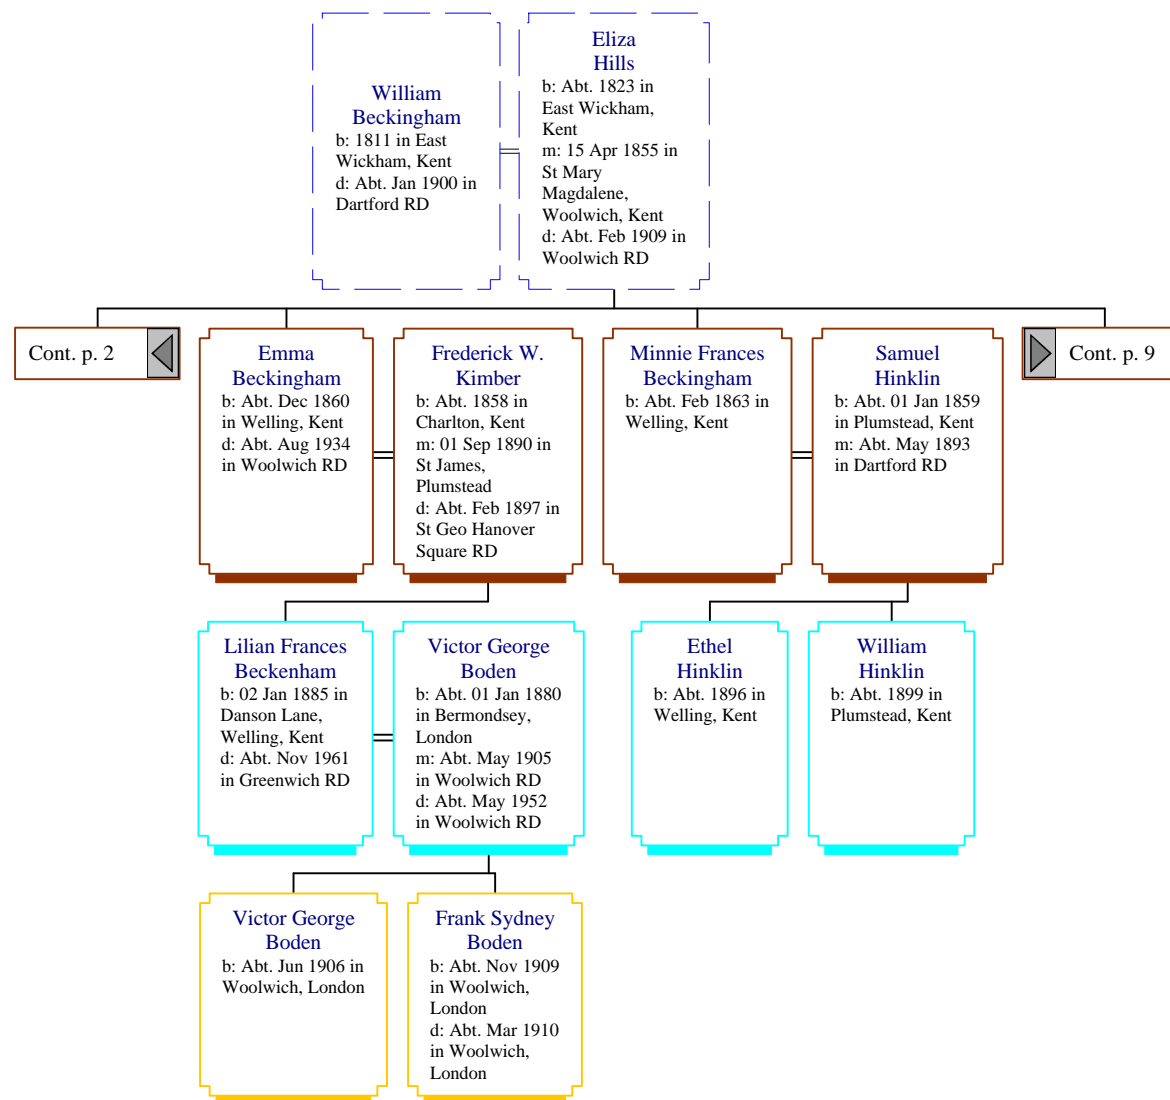 William
Beckingham
b: 1811 in East
Wickham, Kent
d: Abt. Jan 1900 in
Dartford RD
Eliza
Hills
b: Abt. 1823 in
East Wickham,
Kent
m: 15 Apr 1855 in
St Mary
Magdalene,
Woolwich, Kent
d: Abt. Feb 1909 in
Woolwich RD
Cont. p. 2
Emma
Beckingham
b: Abt. Dec 1860
in Welling, Kent
d: Abt. Aug 1934
in Woolwich RD
Frederick W.
Kimber
b: Abt. 1858 in
Charlton, Kent
m: 01 Sep 1890 in
St James,
Plumstead
d: Abt. Feb 1897 in
St Geo Hanover
Square RD
Minnie Frances
Beckingham
b: Abt. Feb 1863 in
Welling, Kent
Samuel
Hinklin
b: Abt. 01 Jan 1859
in Plumstead, Kent
m: Abt. May 1893
in Dartford RD
Cont. p. 9
Lilian Frances
Beckenham
b: 02 Jan 1885 in
Danson Lane,
Welling, Kent
d: Abt. Nov 1961
in Greenwich RD
Victor George
Boden
b: Abt. 01 Jan 1880
in Bermondsey,
London
m: Abt. May 1905
in Woolwich RD
d: Abt. May 1952
in Woolwich RD
Ethel
Hinklin
b: Abt. 1896 in
Welling, Kent
William
Hinklin
b: Abt. 1899 in
Plumstead, Kent
Victor George
Boden
b: Abt. Jun 1906 in
Woolwich, London
Frank Sydney
Boden
b: Abt. Nov 1909
in Woolwich,
London
d: Abt. Mar 1910
in Woolwich,
London